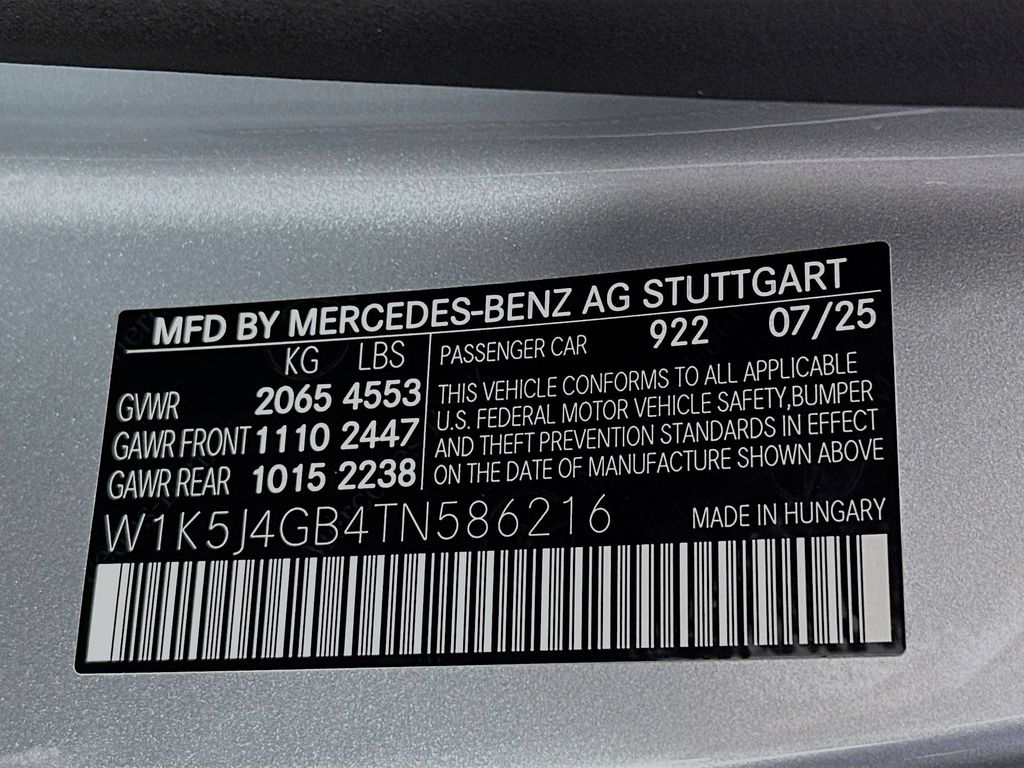 MFD BY MERCEDES-BENZ AG STUTTGART
KG LBS
GVWR 2065 4553
GAWR FRONT 1110 2447
GAWR REAR 1015 2238
PASSENGER CAR 922 07/25
THIS VEHICLE CONFORMS TO ALL APPLICABLE
U.S. FEDERAL MOTOR VEHICLE SAFETY,BUMPER
AND THEFT PREVENTION STANDARDS IN EFFECT
ON THE DATE OF MANUFACTURE SHOWN ABOVE
W1K5J4GB4TN586216
MADE IN HUNGARY